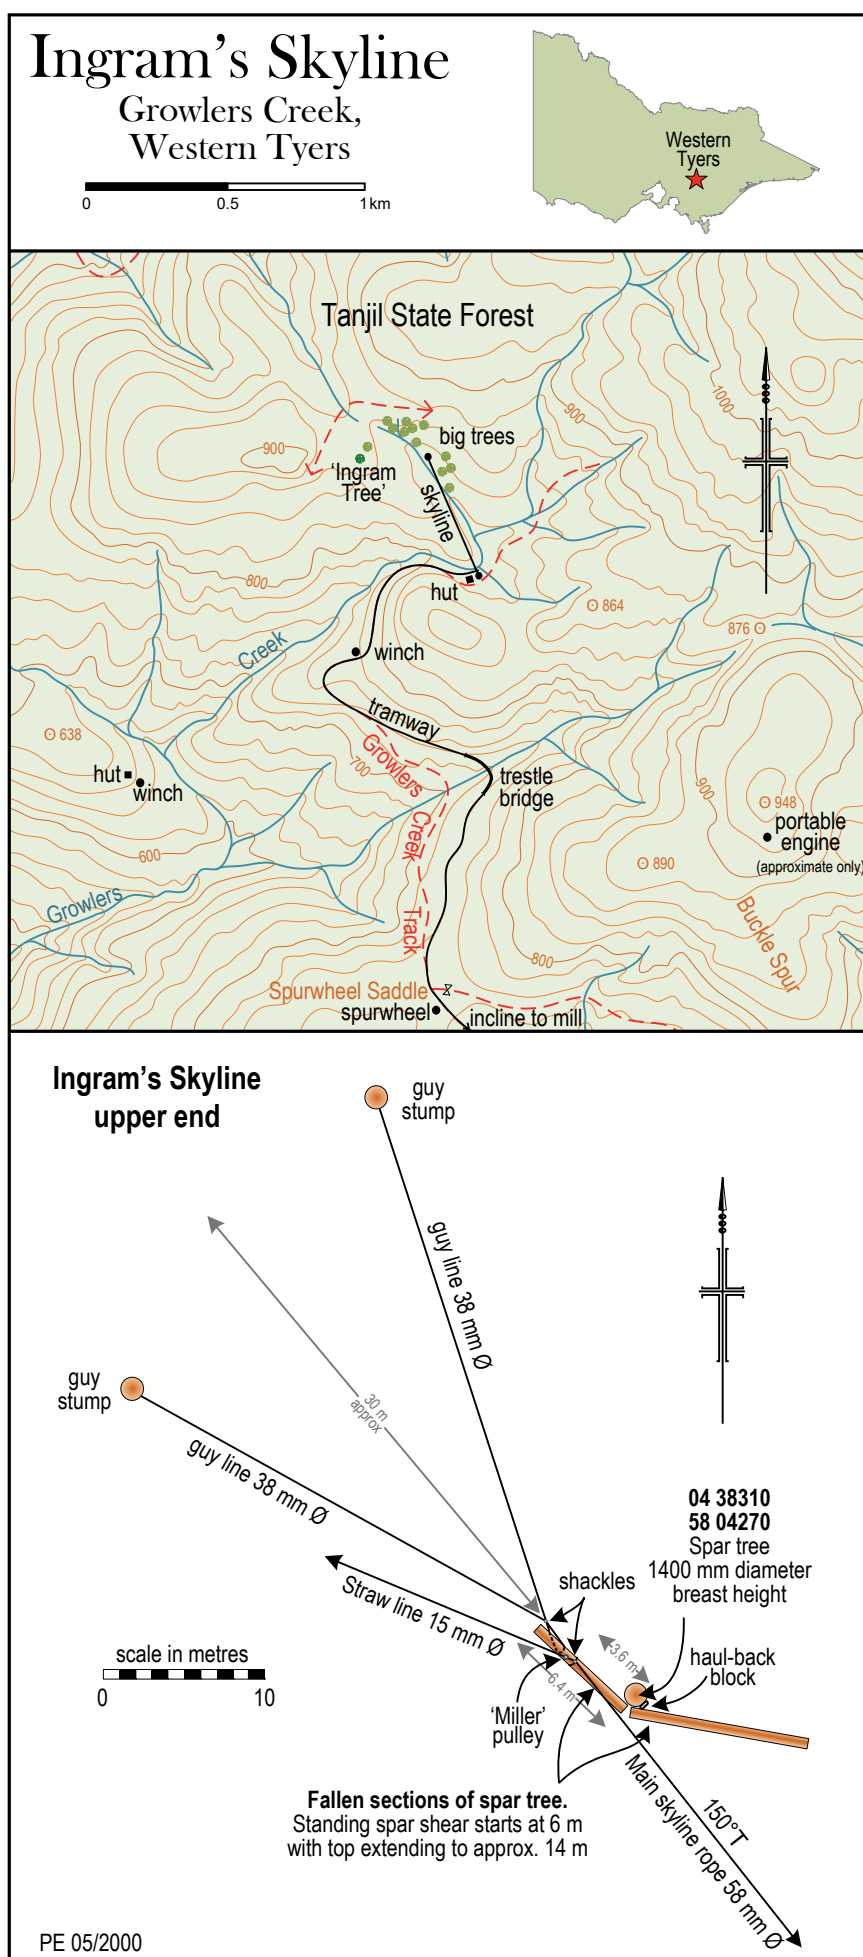 Ingram's Skyline
Growlers Creek,
Western Tyers
0 0.5 1km
Western
Tyers
Tanjil State Forest
1000
900
big trees
900
'Ingram
Tree'
skyline
800
hut
864
876
Creek
winch
tramway
638
Growlers
Creek
Track
700
trestle
bridge
hut
winch
900
948
portable
engine
(approximate only)
600
890
Growlers
Buckle Spur
800
Spurwheel Saddle
spurwheel
incline to mill
Ingram's Skyline
upper end
guy
stump
guy line 38 mm Ø
30 m
approx
guy
stump
guy line 38 mm Ø
04 38310
58 04270
Spar tree
1400 mm diameter
breast height
shackles
Straw line 15 mm Ø
3.6 m
haul-back
block
scale in metres
0 10
6.4 m
'Miller'
pulley
Fallen sections of spar tree.
Standing spar shear starts at 6 m
with top extending to approx. 14 m
150°T
Main skyline rope 58 mm Ø
PE 05/2000